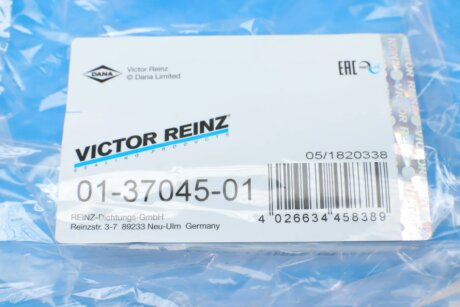 DANA
Victor Reinz
© Dana Limited
EAC
VICTOR REINZ®
SEALING PRODUCTS
05/1820338
01-37045-01
REINZ-Dichtungs-GmbH
Reinzstr. 3-7 89233 Neu-Ulm Germany
4 026634 458389